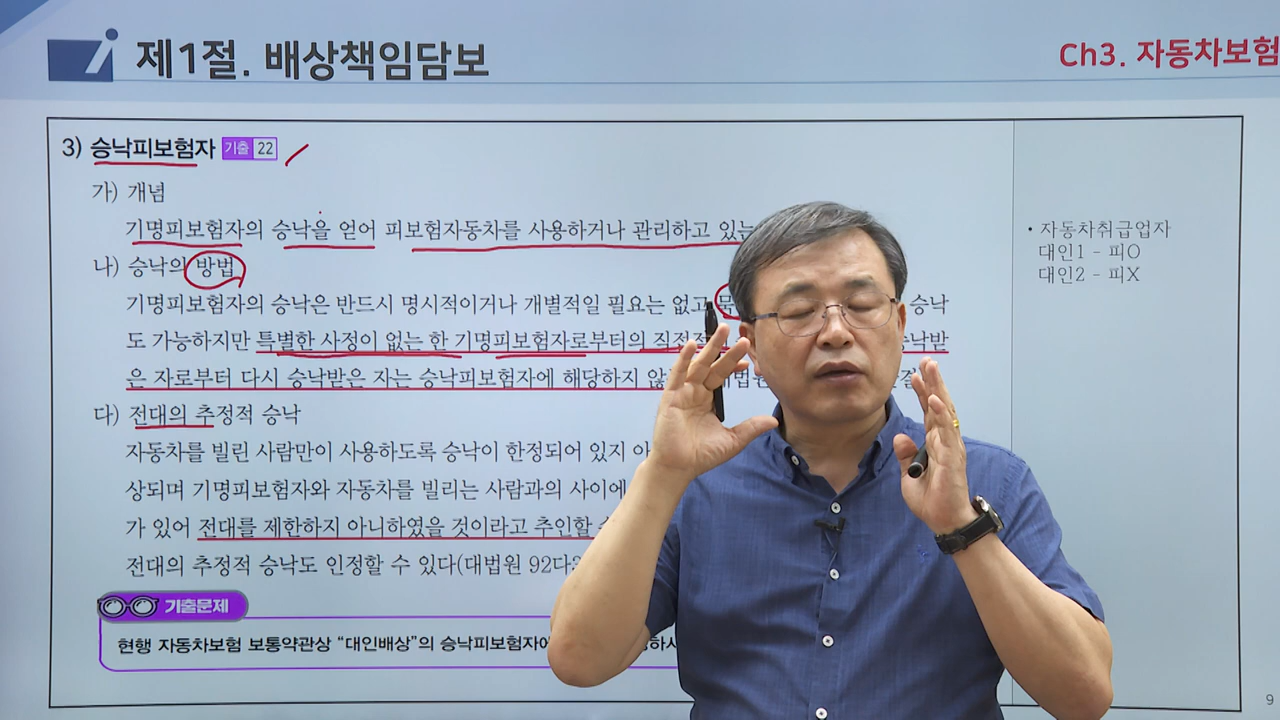 제1절. 배상책임담보
Ch3. 자동차보험
3) 승낙피보험자 기출 22
가) 개념
기명피보험자의 승낙을 얻어 피보험자동차를 사용하거나 관리하고 있는
나) 승낙의 방법
기명피보험자의 승낙은 반드시 명시적이거나 개별적일 필요는 없고 승낙
도 가능하지만 특별한 사정이 없는 한 기명피보험자로부터의
은 자로부터 다시 승낙받은 자는 승낙피보험자에 해당하지
다) 전대의 추정적 승낙
자동차를 빌린 사람만이 사용하도록 승낙이 한정되어 있지
상되며 기명피보험자와 자동차를 빌리는 사람과의 사이에
가 있어 전대를 제한하지 아니하였을 것이라고 추인할
전대의 추정적 승낙도 인정할 수 있다(대법원
기출문제
현행 자동차보험 보통약관상 “대인배상”의
• 자동차취급업자
대인1 - 피O
대인2 - 피X
9